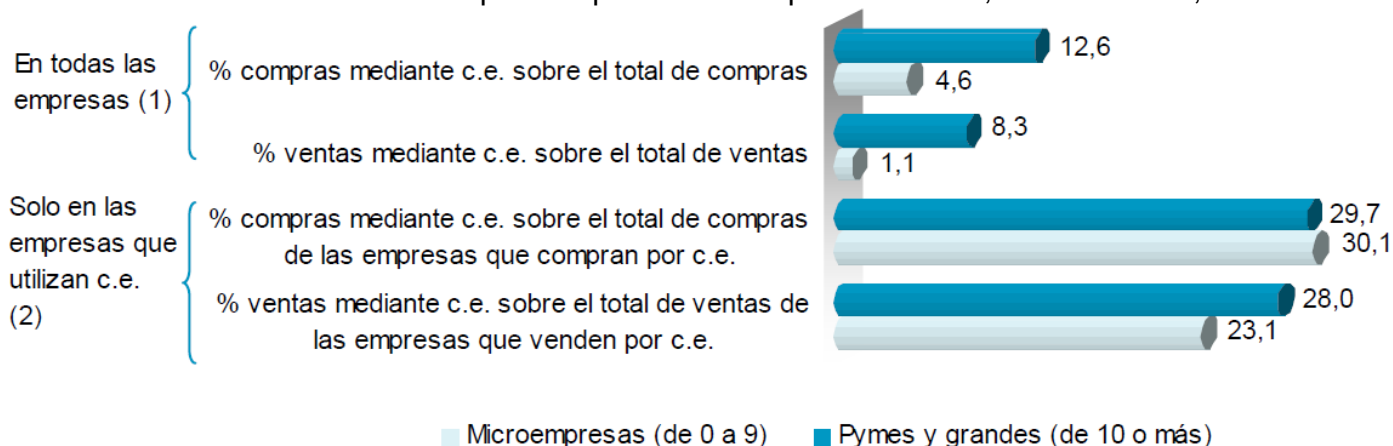 En todas las
empresas (1)
% compras mediante c.e. sobre el total de compras
12,6
4,6
% ventas mediante c.e. sobre el total de ventas
8,3
1,1
Solo en las
empresas que
utilizan c.e.
(2)
% compras mediante c.e. sobre el total de compras
de las empresas que compran por c.e.
29,7
30,1
% ventas mediante c.e. sobre el total de ventas de
las empresas que venden por c.e.
28,0
23,1
Microempresas (de 0 a 9)
Pymes y grandes (de 10 o más)